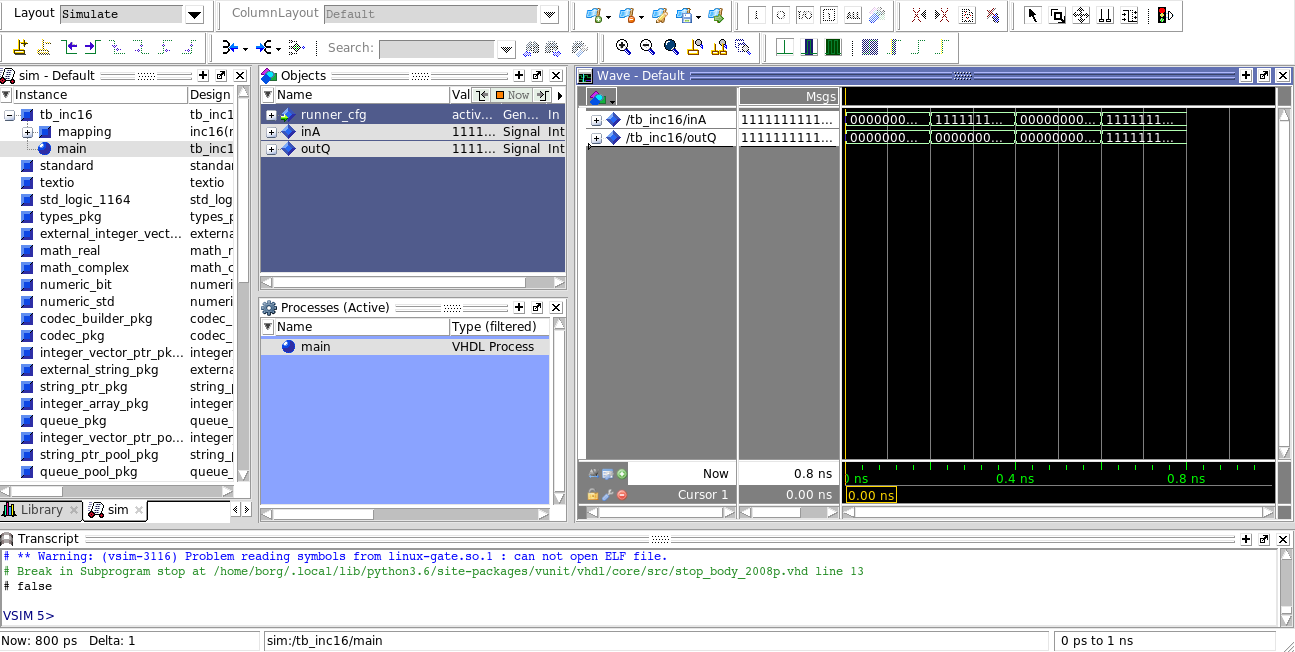 Layout Simulate ColumnLayout Default
Search:
sim - Default
Instance Design
tb_inc16 tb_inc1
mapping inc16(r
main tb_inc1
standard standa
textio textio
std_logic_1164 std_log
types_pkg types_p
external_integer_vect... externa
math_real math_r
math_complex math_c
numeric_bit numeri
numeric_std numeri
codec_builder_pkg codec_
codec_pkg codec_
integer_vector_ptr_pk... integer
external_string_pkg externa
string_ptr_pkg string_p
integer_array_pkg integer
queue_pkg queue_
integer_vector_ptr_po... integer
string_ptr_pool_pkg string_p
queue_pool_pkg queue_
Library sim
Objects
Name Val Now
runner_cfg activ... Gen... In
inA 1111... Signal Int
outQ 1111... Signal Int
Processes (Active)
Name Type (filtered)
main VHDL Process
Wave - Default
Msgs
/tb_inc16/inA 1111111111... 0000000... 1111111... 00000000... 1111111...
/tb_inc16/outQ 1111111111... 0000000... 0000000... 00000000... 1111111...
Now 0.8 ns ns 0.4 ns 0.8 ns
Cursor 1 0.00 ns 0.00 ns
Transcript
# ** Warning: (vsim-3116) Problem reading symbols from linux-gate.so.1 : can not open ELF file.
# Break in Subprogram stop at /home/borg/.local/lib/python3.6/site-packages/vunit/vhdl/core/src/stop_body_2008p.vhd line 13
# false
VSIM 5>
Now: 800 ps Delta: 1 sim:/tb_inc16/main 0 ps to 1 ns